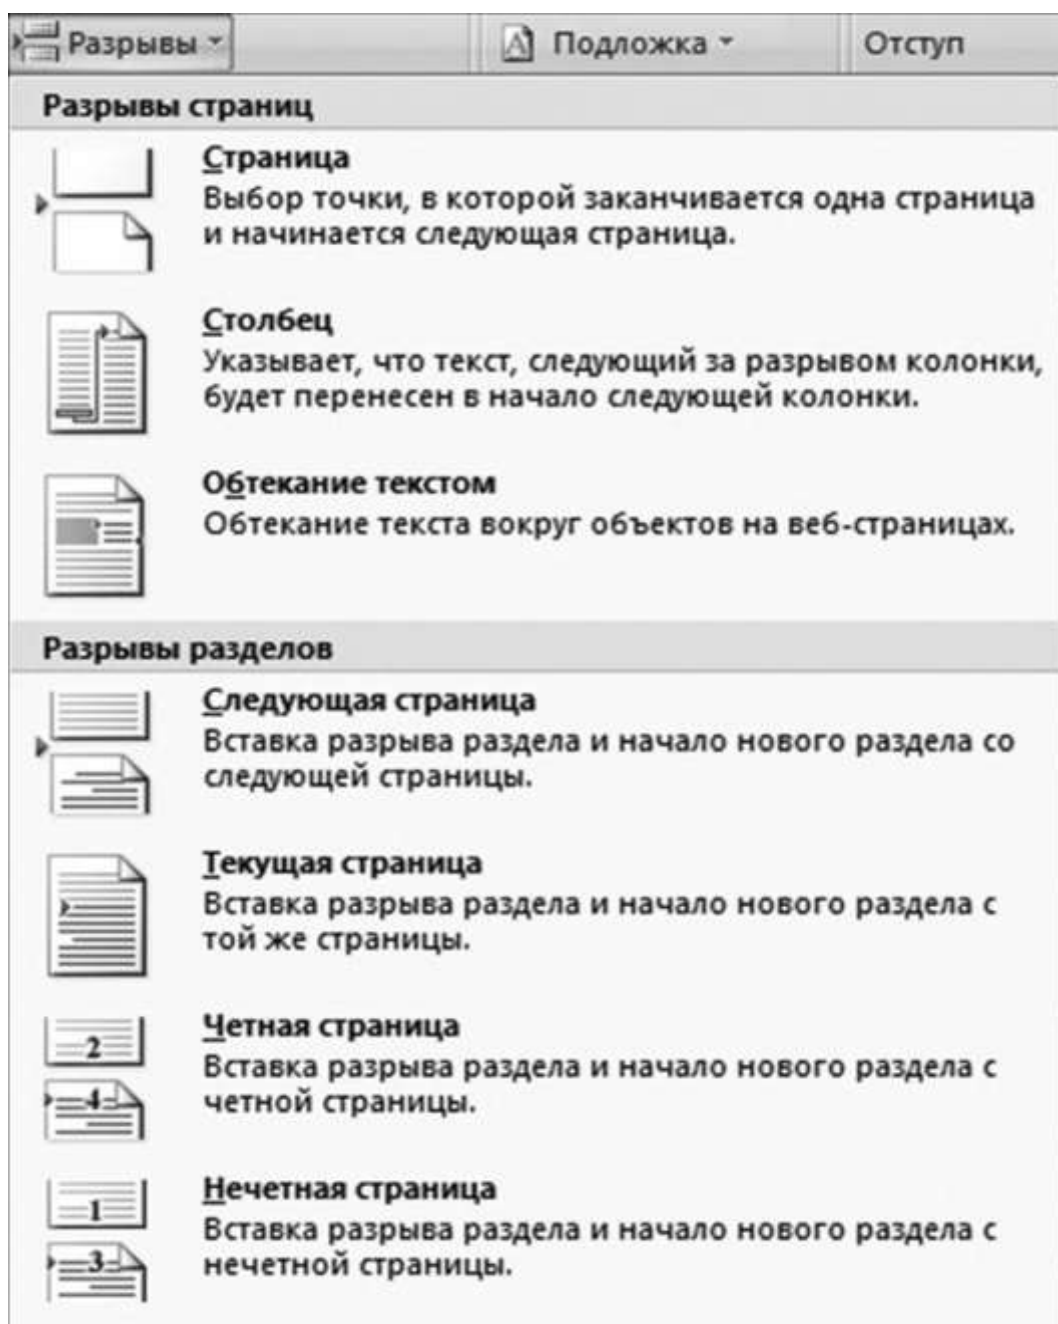 Разрывы Подложка Отступ
Разрывы страниц
Страница
Выбор точки, в которой заканчивается одна страница
и начинается следующая страница.
Столбец
Указывает, что текст, следующий за разрывом колонки,
будет перенесен в начало следующей колонки.
Обтекание текстом
Обтекание текста вокруг объектов на веб-страницах.
Разрывы разделов
Следующая страница
Вставка разрыва раздела и начало нового раздела со
следующей страницы.
Текущая страница
Вставка разрыва раздела и начало нового раздела с
той же страницы.
2
4
Четная страница
Вставка разрыва раздела и начало нового раздела с
четной страницы.
1
3
Нечетная страница
Вставка разрыва раздела и начало нового раздела с
нечетной страницы.